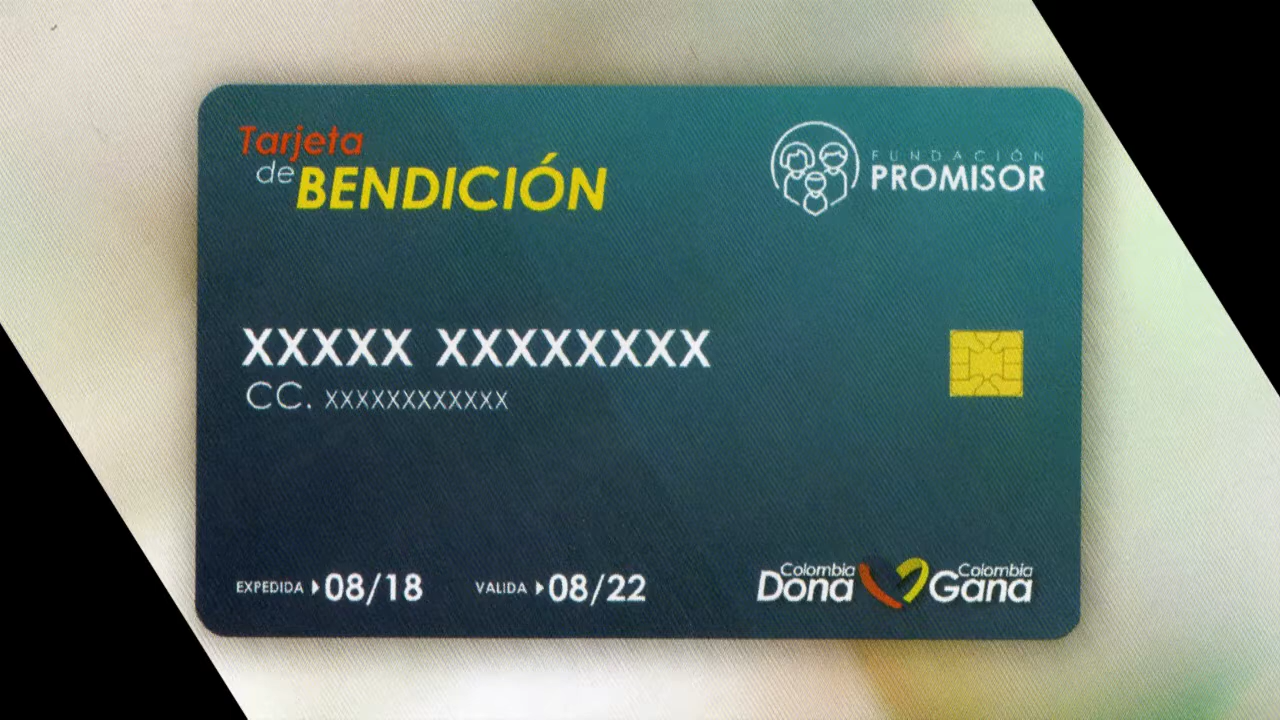 Tarjeta
de BENDICIÓN
FUNDACIÓN
PROMISOR
XXXXX XXXXXXXX
CC. XXXXXXXXXXXX
EXPEDIDA 08/18 VALIDA 08/22
Colombia Dona Colombia Gana